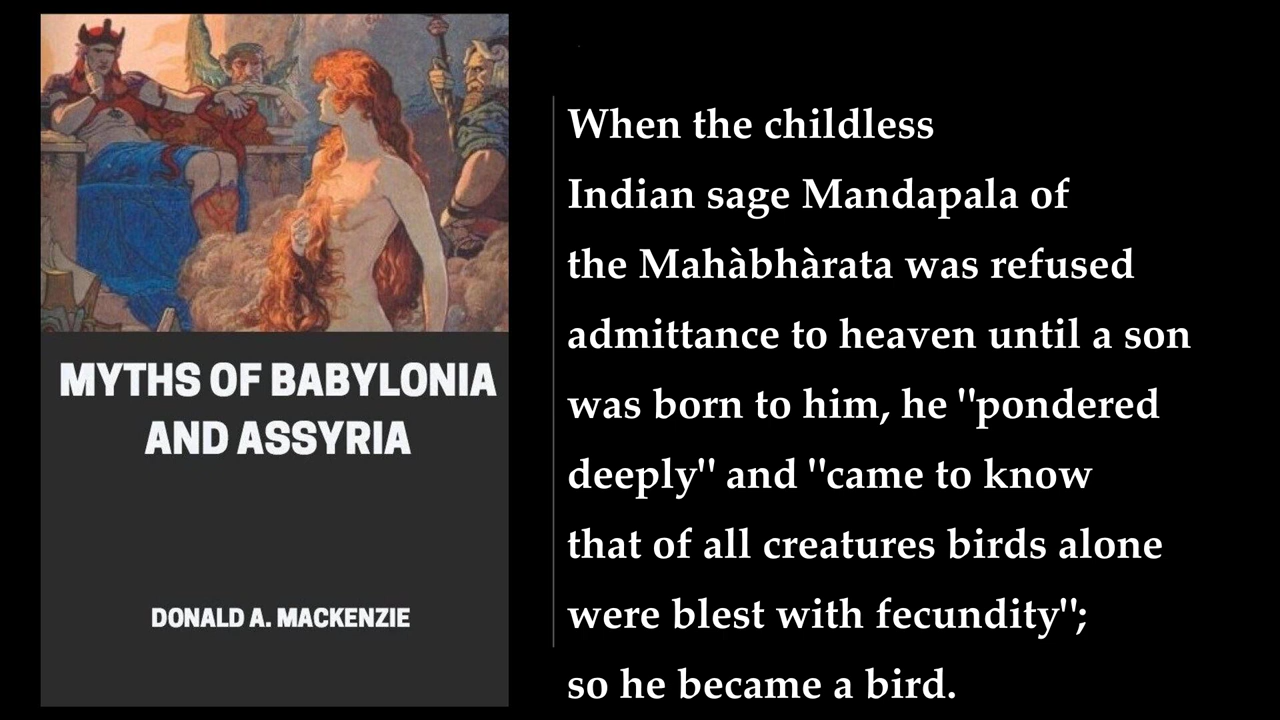 MYTHS OF BABYLONIA
AND ASSYRIA
DONALD A. MACKENZIE
When the childless
Indian sage Mandapala of
the Mahàbhàrata was refused
admittance to heaven until a son
was born to him, he "pondered
deeply" and "came to know
that of all creatures birds alone
were blest with fecundity";
so he became a bird.